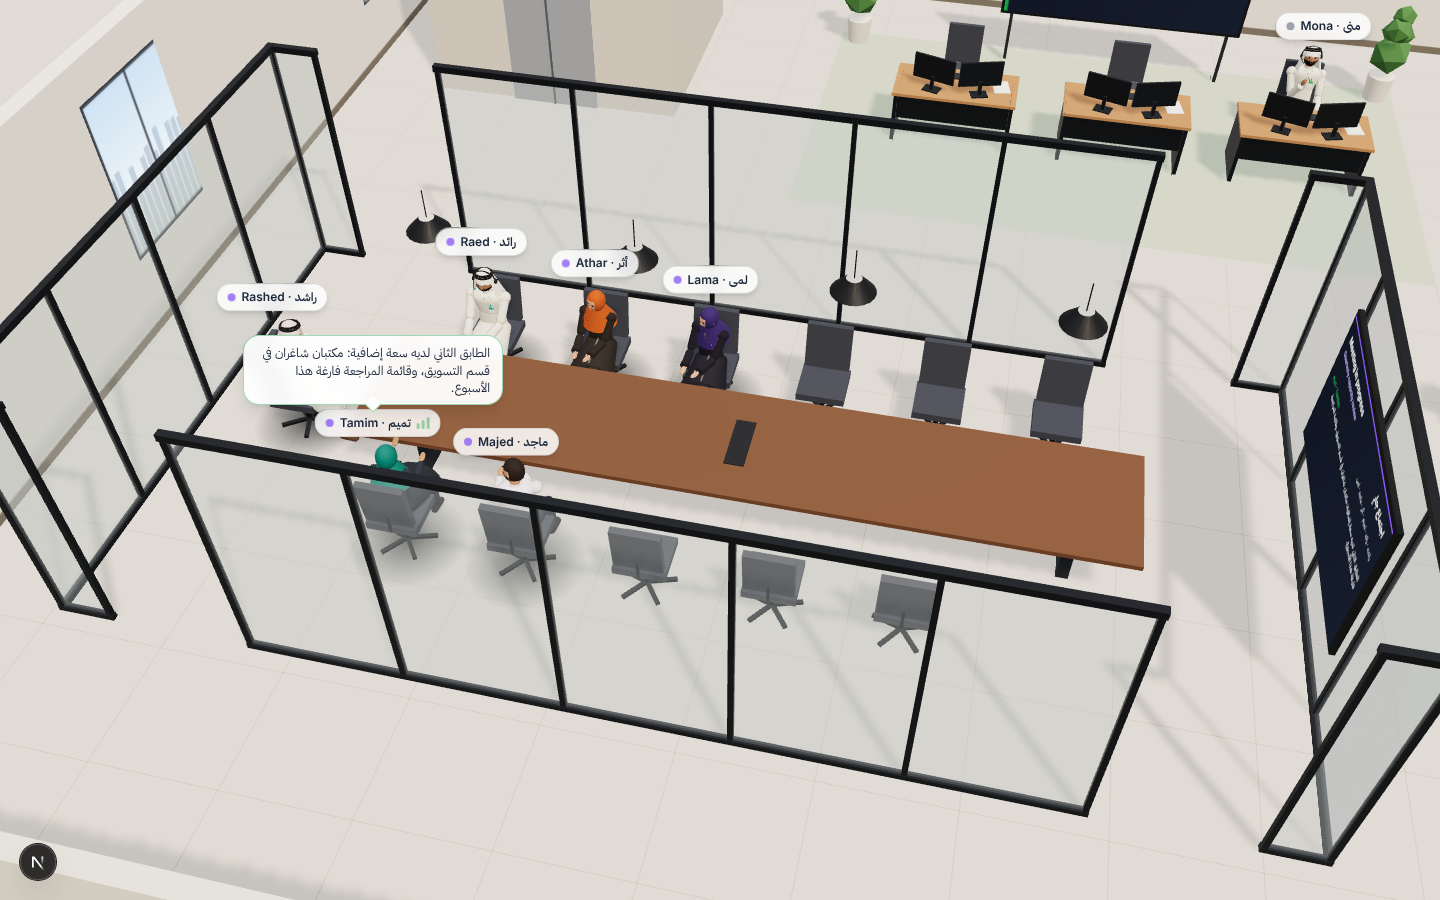 Mona · منى
Raed · رائد
Athar · أثر
Lama · لمى
Rashed · راشد
الطابق الثاني لديه سعة إضافية: مكتبان شاغران في
قسم التسويق، وقائمة المراجعة فارغة هذا
الأسبوع.
Tamim · تميم
Majed · ماجد
N